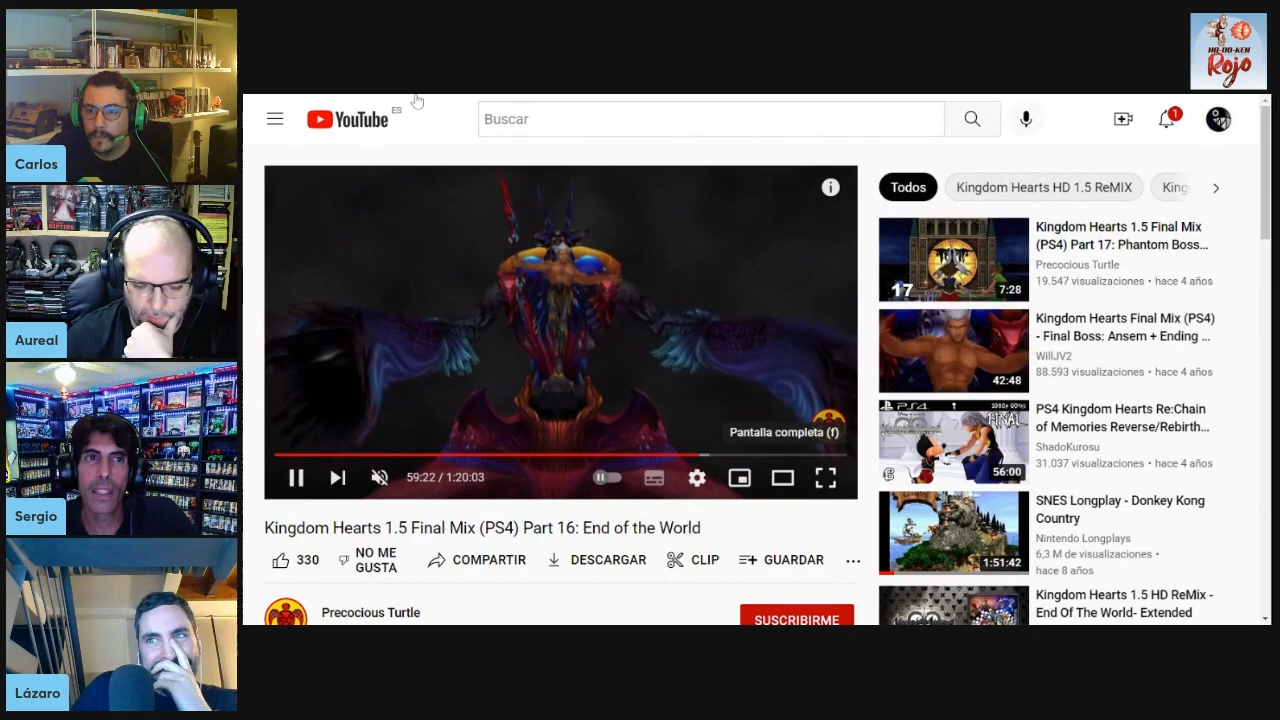 Carlos
Aureal
Sergio
Lázaro
HA-DO-KEN
Rojo
YouTube ES
Buscar
1
Pantalla completa (f)
59:22 / 1:20:03
Kingdom Hearts 1.5 Final Mix (PS4) Part 16: End of the World
330
NO ME
GUSTA
COMPARTIR
DESCARGAR
CLIP
GUARDAR
Precocious Turtle
SUSCRIBIRME
Todos
Kingdom Hearts HD 1.5 ReMIX
King
17
7:28
Kingdom Hearts 1.5 Final Mix
(PS4) Part 17: Phantom Boss...
Precocious Turtle
19.547 visualizaciones • hace 4 años
42:48
Kingdom Hearts Final Mix (PS4)
- Final Boss: Ansem + Ending ...
WillJV2
88.593 visualizaciones • hace 4 años
PS4
FINAL
56:00
PS4 Kingdom Hearts Re:Chain
of Memories Reverse/Rebirth...
ShadoKurosu
31.037 visualizaciones • hace 4 años
1:51:42
SNES Longplay - Donkey Kong
Country
Nintendo Longplays
6,3 M de visualizaciones •
hace 8 años
Kingdom Hearts 1.5 HD ReMix -
End Of The World- Extended